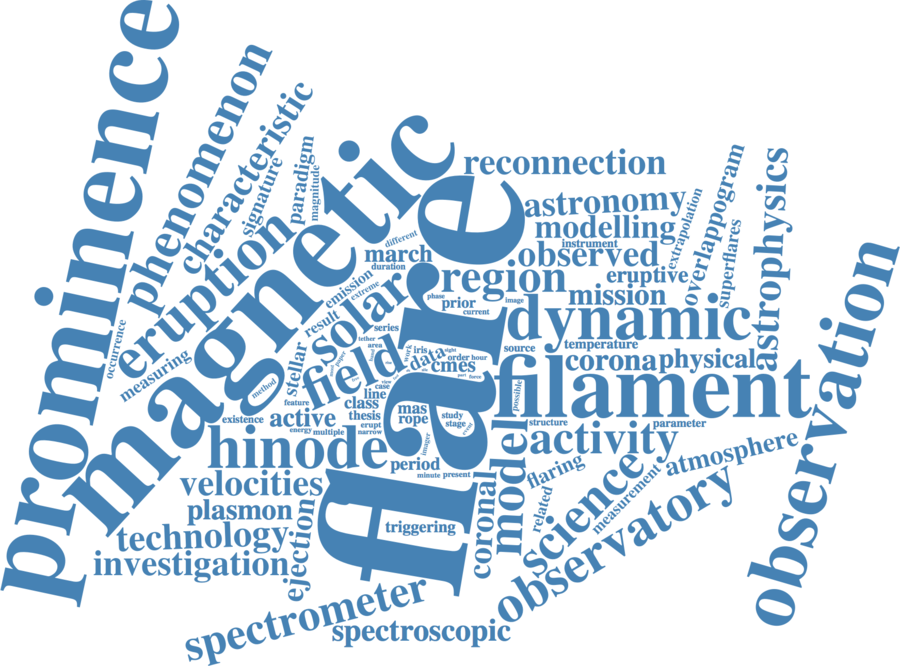 prominence
phenomenon
characteristic
signature
paradigm
magnitude
magnetic
eruption
occurrence
measuring
reconnection
flare
astronomy
modelling
instrument
observed
extrapolation
overlappogram
superflares
astrophysics
different
march
duration
region
eruptive
emission
extreme
solar
mission
phase
prior
current
image
dynamic
result
series
stellar
field
tether
area
iris
data
cmes
order
hour
source
temperature
corona
physical
observation
method
feature
case
line
class
filament
possible
existence
active
thesis
mas
rope
study
stage
structure
parameter
energy
multiple
erupt
narrow
event
imager
model
activity
hinode
period
minute
present
flaring
atmosphere
velocities
science
measurement
related
plasmon
coronal
observatory
technology
triggering
investigation
ejection
spectrometer
spectroscopic